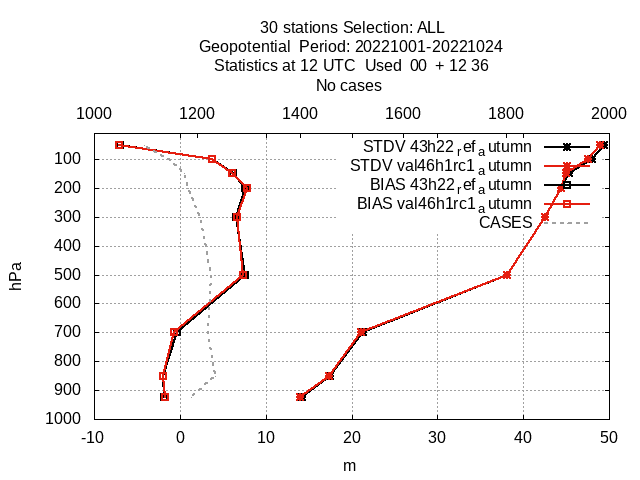 30 stations Selection: ALL
Geopotential  Period: 20221001-20221024
Statistics at 12 UTC  Used  00  + 12 36
No cases
1000 1200 1400 1600 1800 2000
STDV 43h22_ref_autumn
STDV val46h1rc1_autumn
BIAS 43h22_ref_autumn
BIAS val46h1rc1_autumn
CASES
100
200
300
400
500
600
700
800
900
1000
hPa
-10 0 10 20 30 40 50
m